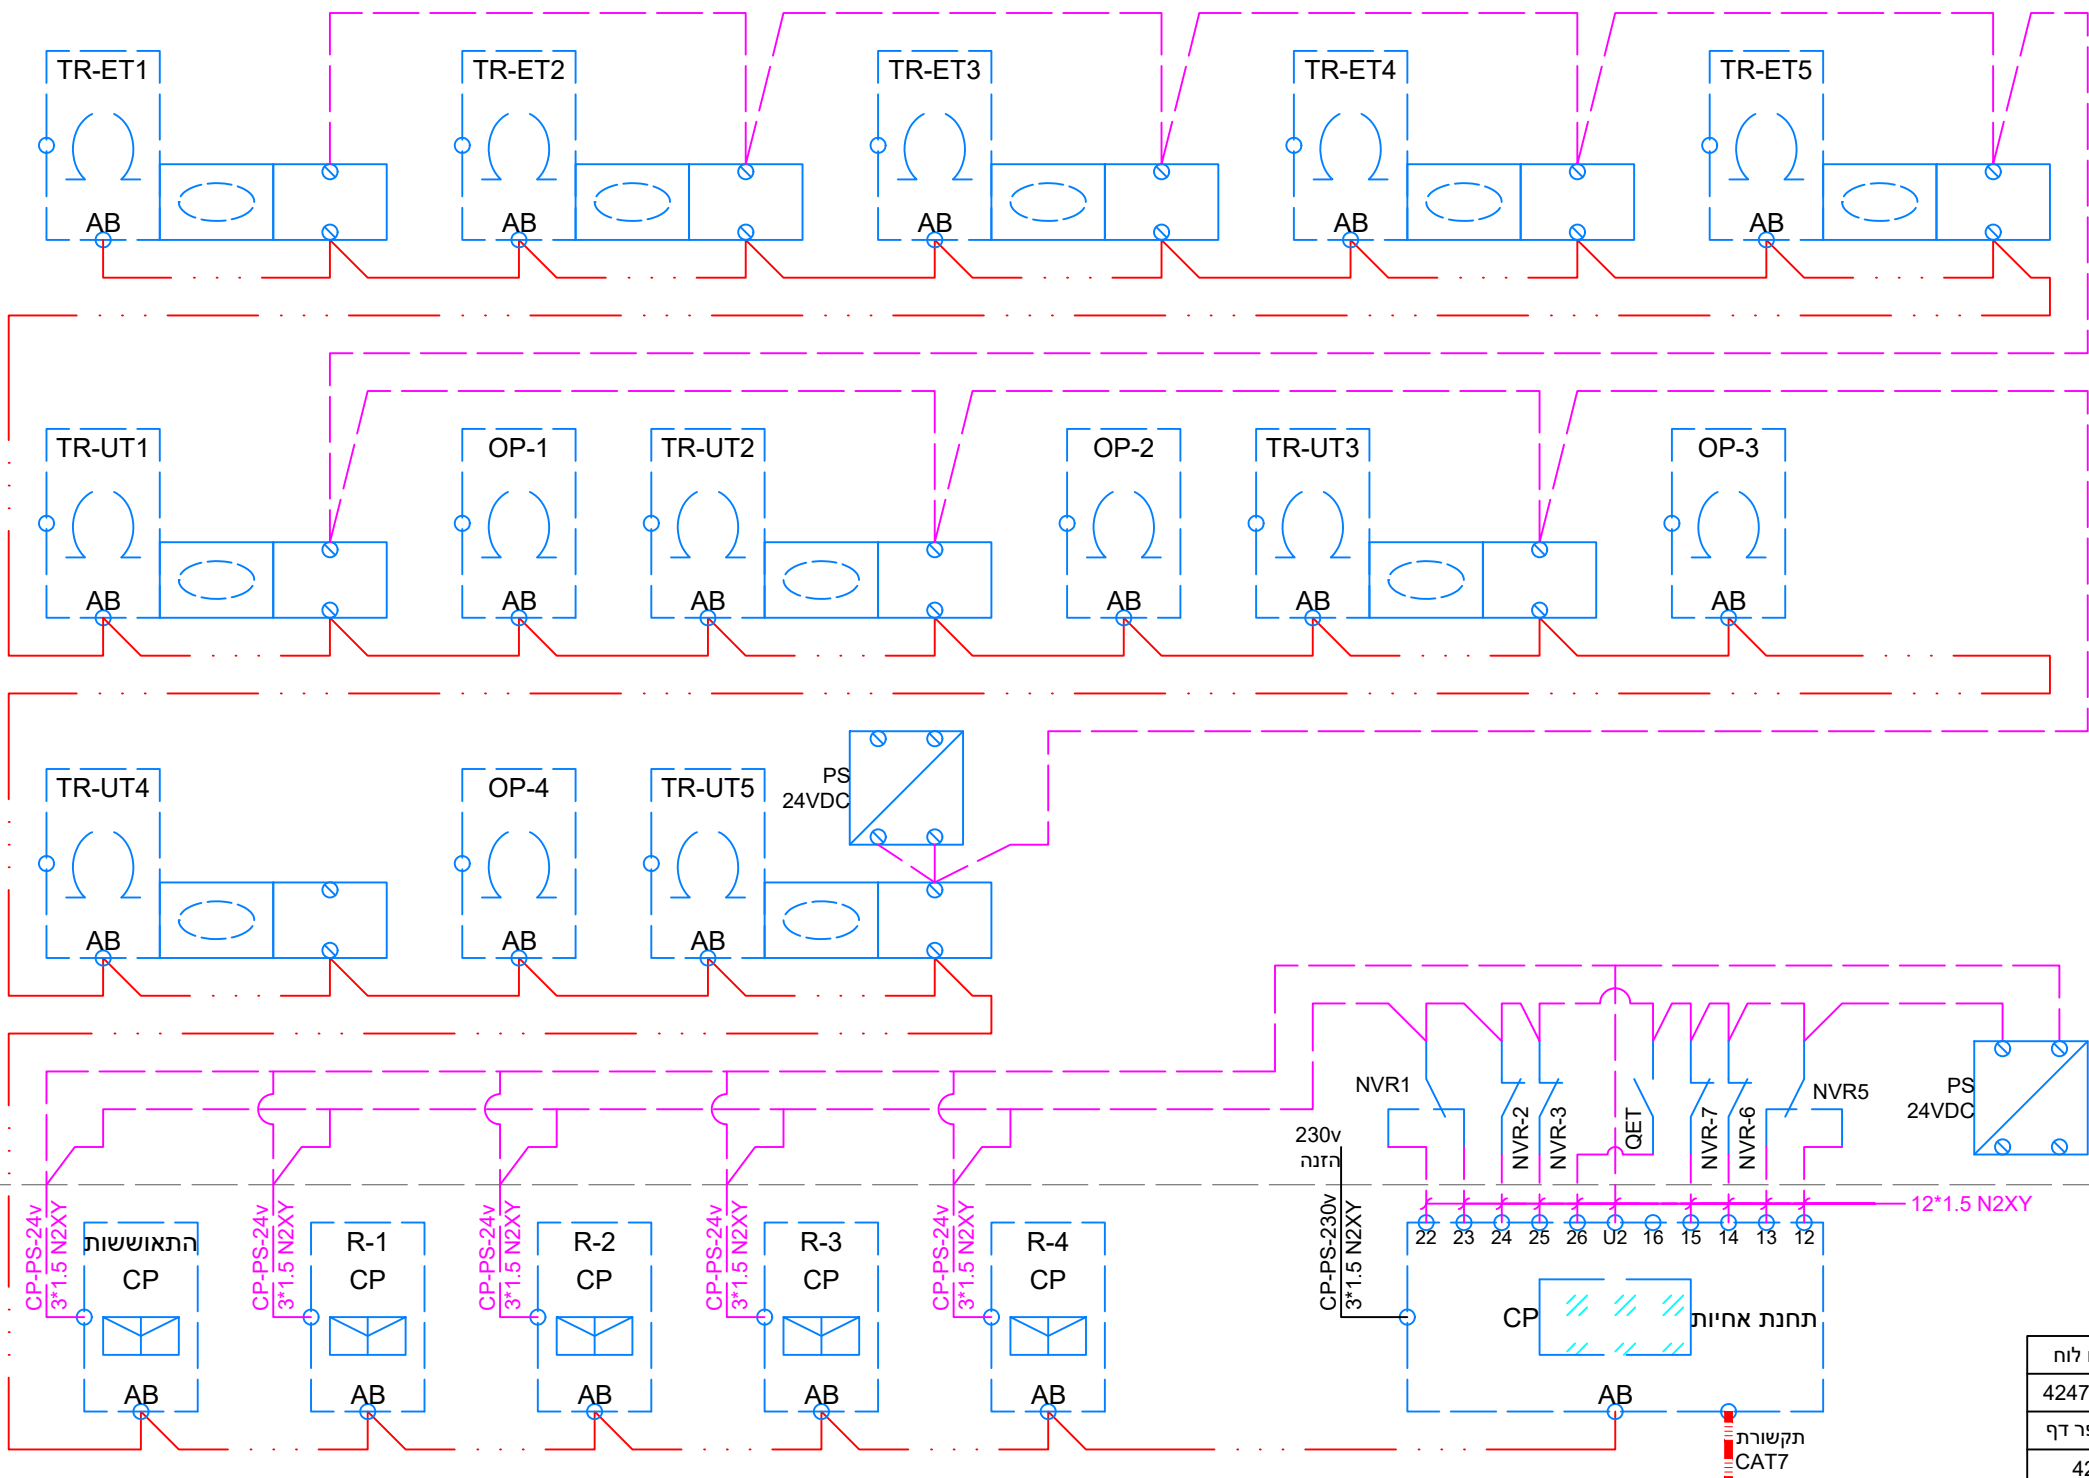 TR-ET1 TR-ET2 TR-ET3 TR-ET4 TR-ET5
AB AB AB AB AB
TR-UT1 OP-1 TR-UT2 OP-2 TR-UT3 OP-3
AB AB AB AB AB AB
TR-UT4 OP-4 TR-UT5
PS
24VDC
AB AB AB
NVR1
NVR-2
NVR-3
QET
NVR-7
NVR-6
NVR5
PS
24VDC
230v
הזנה
CP-PS-24v
3*1.5 N2XY
CP-PS-24v
3*1.5 N2XY
CP-PS-24v
3*1.5 N2XY
CP-PS-24v
3*1.5 N2XY
CP-PS-24v
3*1.5 N2XY
CP-PS-230v
3*1.5 N2XY
12*1.5 N2XY
התאוששות
CP
R-1
CP
R-2
CP
R-3
CP
R-4
CP
22 23 24 25 26 U2 16 15 14 13 12
CP
תחנת אחיות
AB AB AB AB AB AB
תקשורת
CAT7
לוח
4247
דף
42